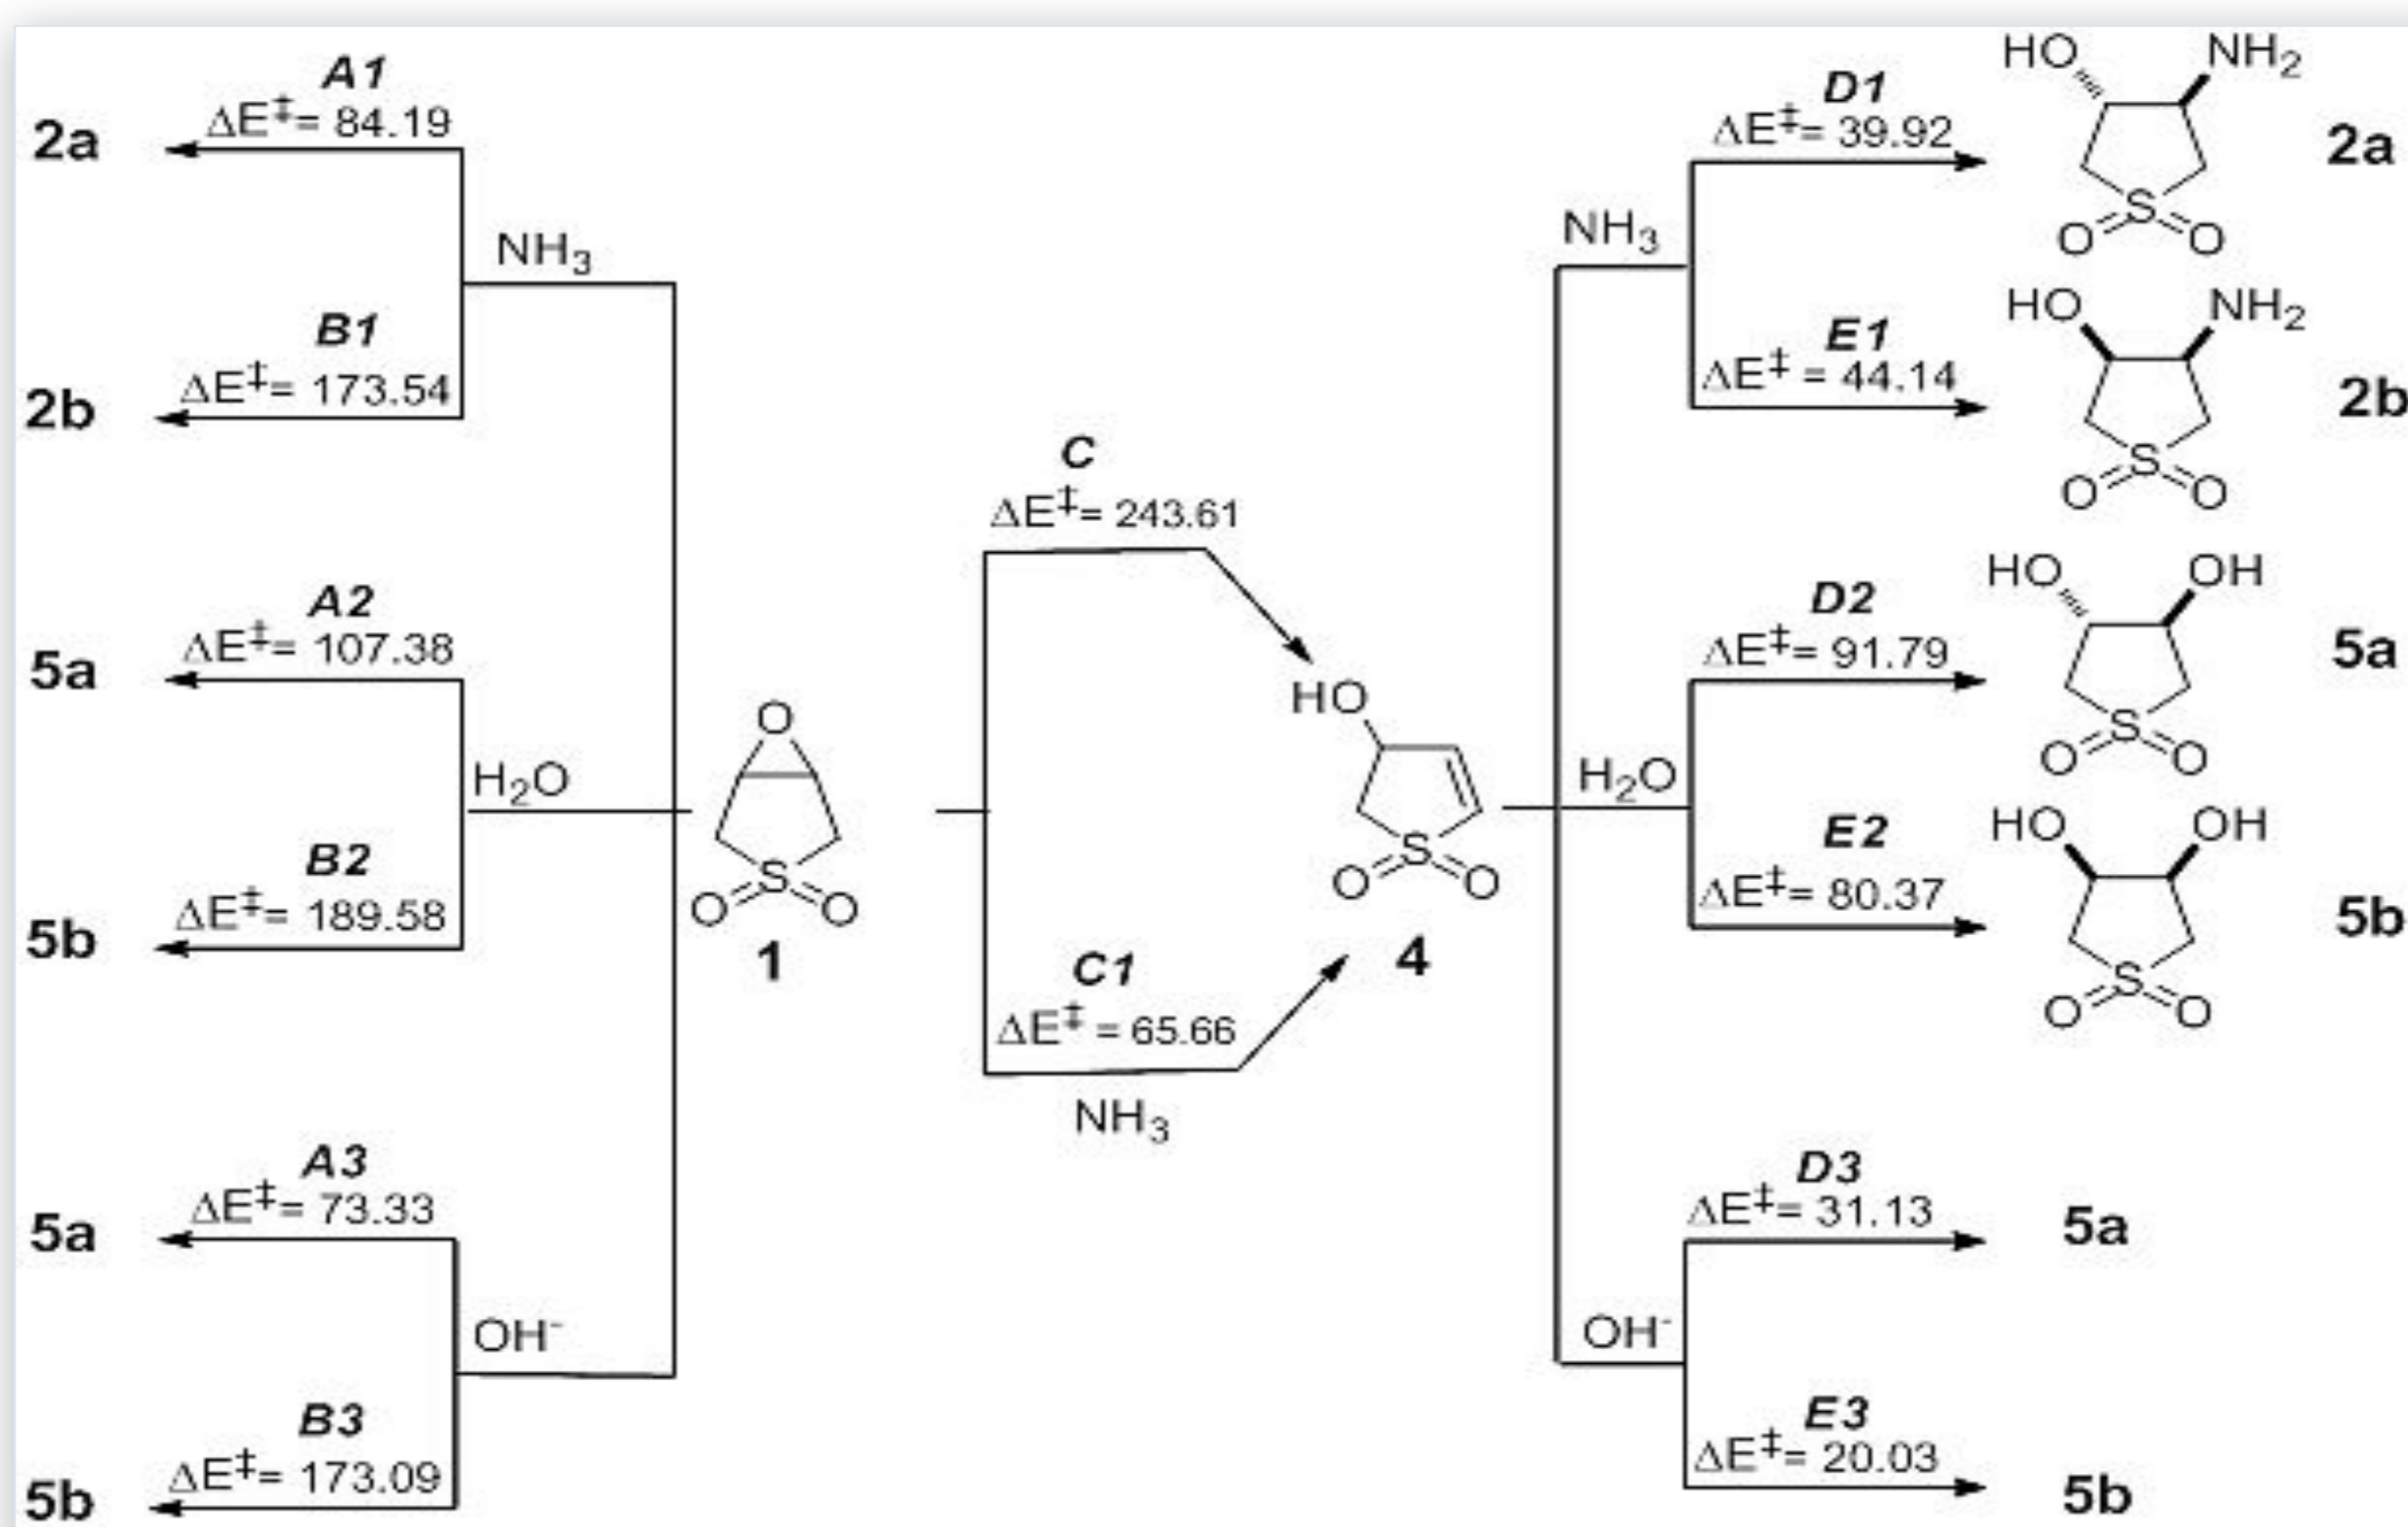 A1
ΔE‡= 84.19
2a
NH3
B1
ΔE‡= 173.54
2b
A2
ΔE‡= 107.38
5a
H2O
B2
ΔE‡= 189.58
5b
A3
ΔE‡= 73.33
5a
OH-
B3
ΔE‡= 173.09
5b
O
S
O O
1
C
ΔE‡= 243.61
C1
ΔE‡ = 65.66
NH3
HO
S
O O
4
NH3
D1
ΔE‡= 39.92
HO NH2
S
O O
2a
E1
ΔE‡ = 44.14
HO NH2
S
O O
2b
H2O
D2
ΔE‡= 91.79
HO OH
S
O O
5a
E2
ΔE‡= 80.37
HO OH
S
O O
5b
OH-
D3
ΔE‡= 31.13
5a
E3
ΔE‡= 20.03
5b